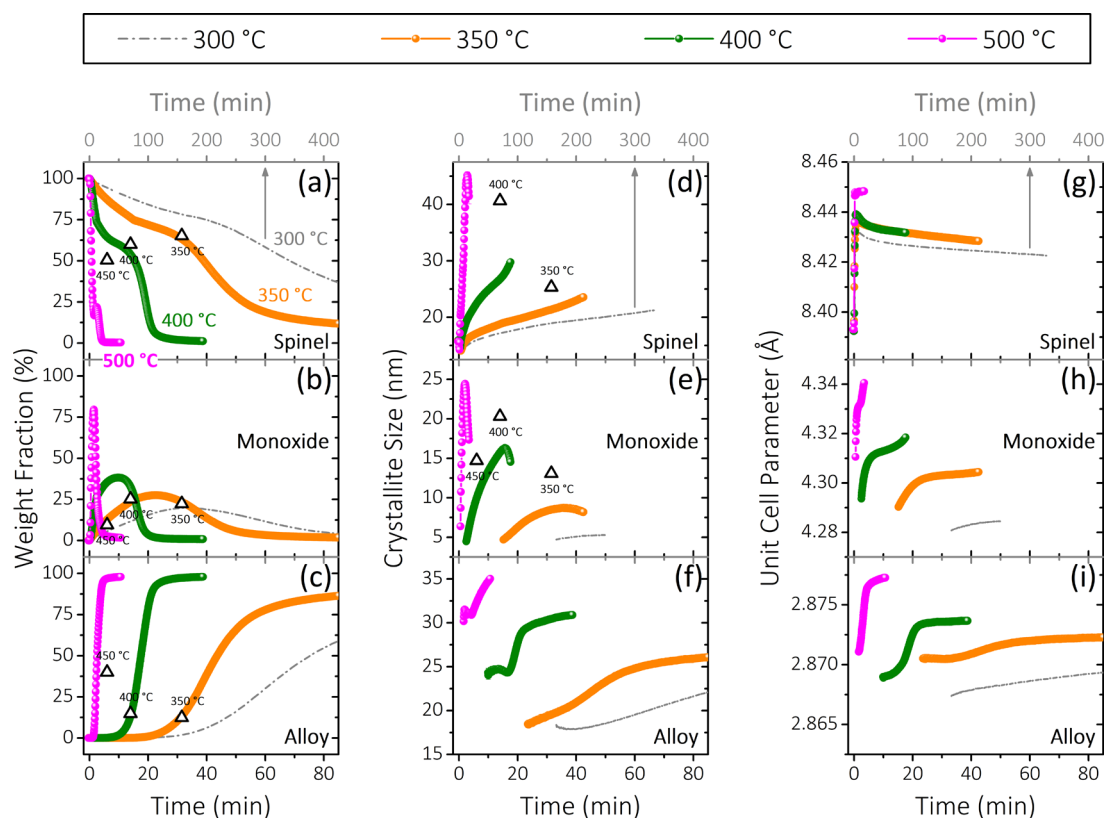 300 °C 350 °C 400 °C 500 °C
Time (min) Time (min) Time (min)
0 100 200 300 400 0 100 200 300 400 0 100 200 300 400
Weight Fraction (%)
100
75
50
25
0
(a)
300 °C
450 °C
400 °C
350 °C
350 °C
400 °C
500 °C
Spinel
100
75
50
25
0
(b)
Monoxide
450 °C
400 °C
350 °C
100
75
50
25
0
(c)
450 °C
400 °C
350 °C
Alloy
0 20 40 60 80
Time (min)
Crystallite Size (nm)
40
30
20
(d)
400 °C
350 °C
Spinel
25
20
15
10
5
(e)
400 °C
450 °C
350 °C
Monoxide
35
30
25
20
15
(f)
Alloy
0 20 40 60 80
Time (min)
Unit Cell Parameter (Å)
8.46
8.44
8.42
8.40
(g)
Spinel
4.34
4.32
4.30
4.28
(h)
Monoxide
2.875
2.870
2.865
(i)
Alloy
0 20 40 60 80
Time (min)